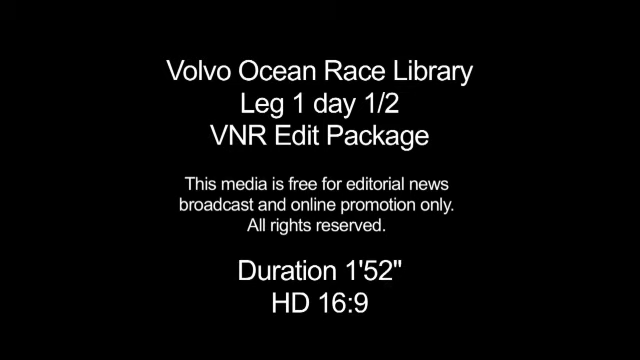 Volvo Ocean Race Library
Leg 1 day 1/2
VNR Edit Package
This media is free for editorial news
broadcast and online promotion only.
All rights reserved.
Duration 1'52"
HD 16:9